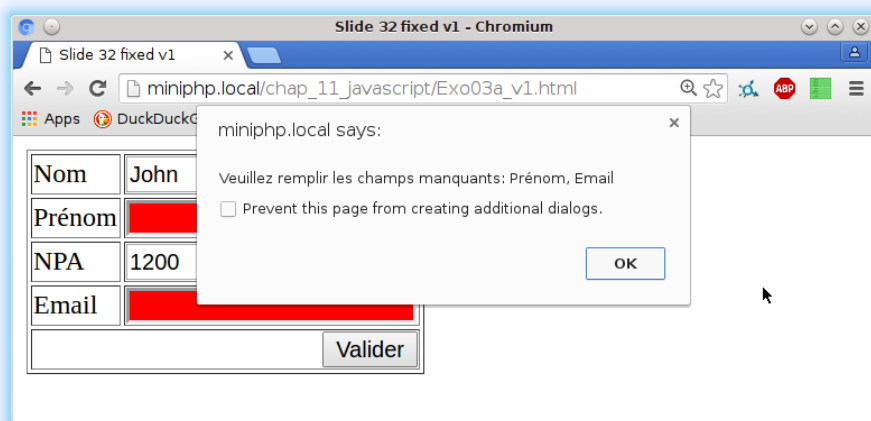 Slide 32 fixed v1 - Chromium
Slide 32 fixed v1
miniphp.local/chap_11_javascript/Exo03a_v1.html
ABP
Apps DuckDuckG
miniphp.local says:
Veuillez remplir les champs manquants: Prénom, Email
Prevent this page from creating additional dialogs.
OK
Nom John
Prénom
NPA 1200
Email
Valider